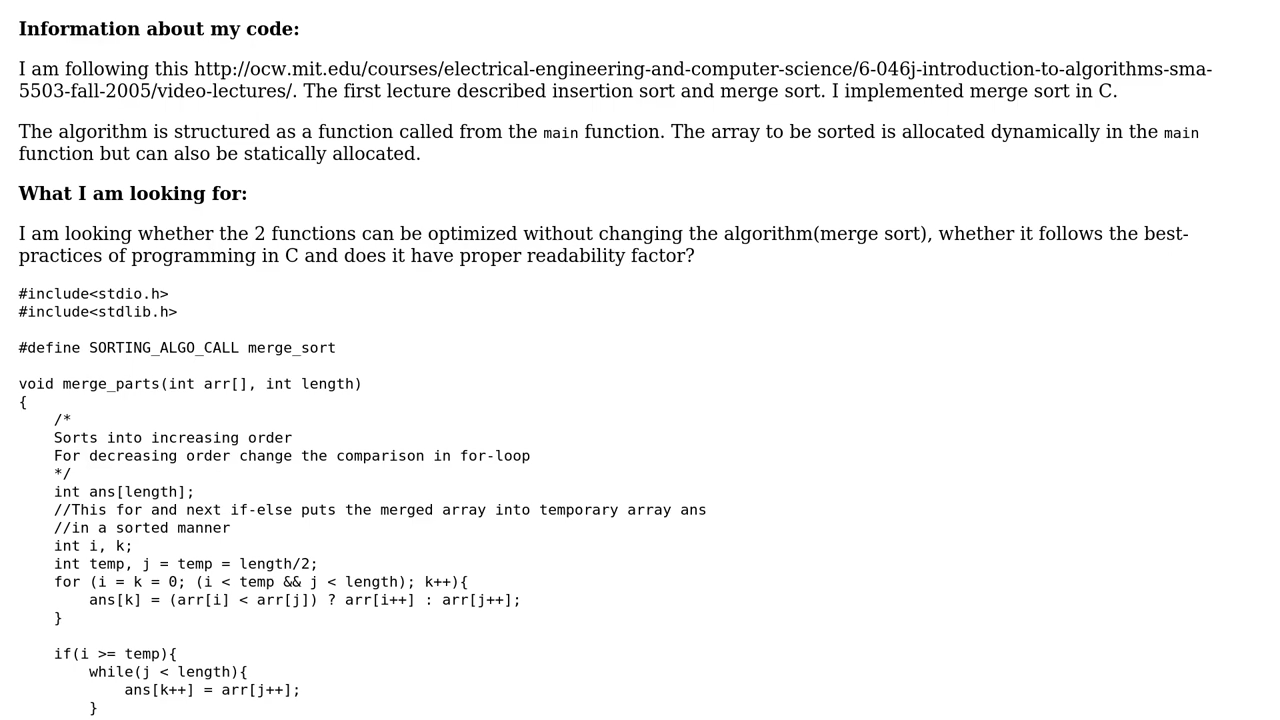 Information about my code:
I am following this http://ocw.mit.edu/courses/electrical-engineering-and-computer-science/6-046j-introduction-to-algorithms-sma-
5503-fall-2005/video-lectures/. The first lecture described insertion sort and merge sort. I implemented merge sort in C.
The algorithm is structured as a function called from the main function. The array to be sorted is allocated dynamically in the main
function but can also be statically allocated.
What I am looking for:
I am looking whether the 2 functions can be optimized without changing the algorithm(merge sort), whether it follows the best-
practices of programming in C and does it have proper readability factor?
#include<stdio.h>
#include<stdlib.h>
#define SORTING_ALGO_CALL merge_sort
void merge_parts(int arr[], int length)
{
    /*
    Sorts into increasing order
    For decreasing order change the comparison in for-loop
    */
    int ans[length];
    //This for and next if-else puts the merged array into temporary array ans
    //in a sorted manner
    int i, k;
    int temp, j = temp = length/2;
    for (i = k = 0; (i < temp && j < length); k++){
        ans[k] = (arr[i] < arr[j]) ? arr[i++] : arr[j++];
    }
    if(i >= temp){
        while(j < length){
            ans[k++] = arr[j++];
        }